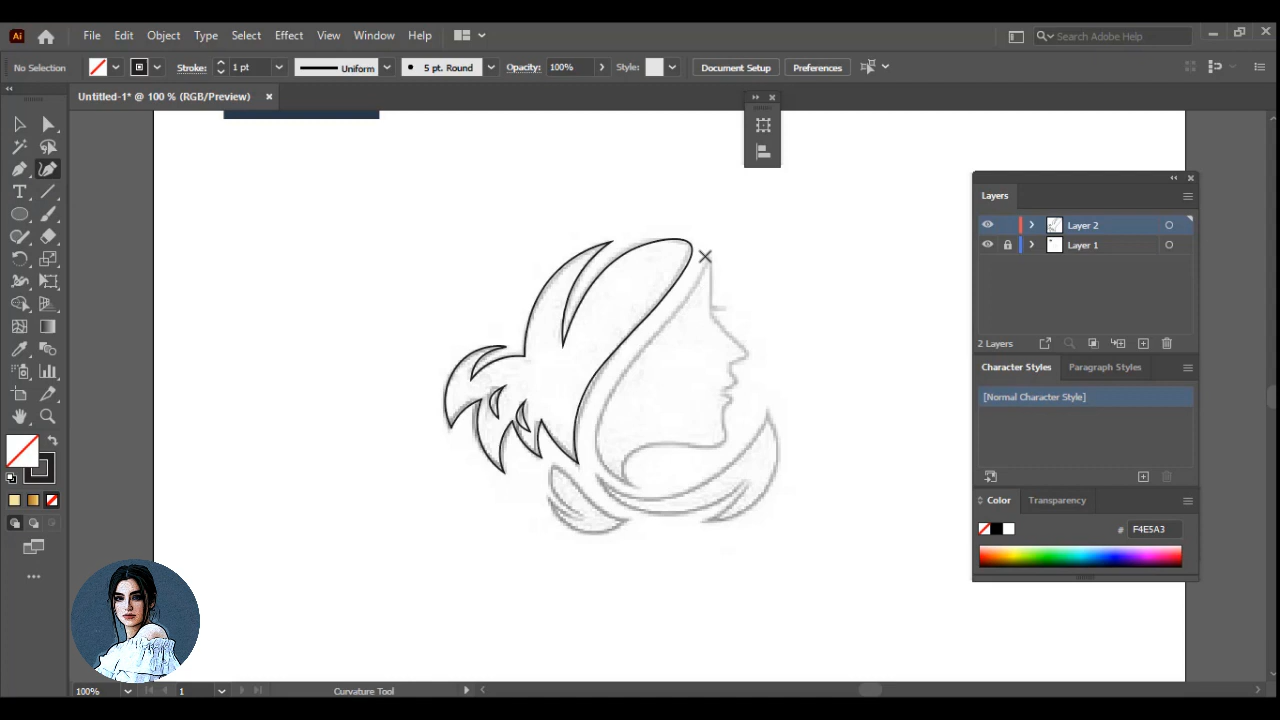 Ai
File Edit Object Type Select Effect View Window Help
Search Adobe Help
No Selection
Stroke:
1 pt
Uniform
5 pt. Round
Opacity:
100%
Style:
Document Setup
Preferences
Untitled-1* @ 100 % (RGB/Preview)
Layers
Layer 2
Layer 1
2 Layers
Character Styles
Paragraph Styles
[Normal Character Style]
Color
Transparency
# F4E5A3
100%
1
Curvature Tool